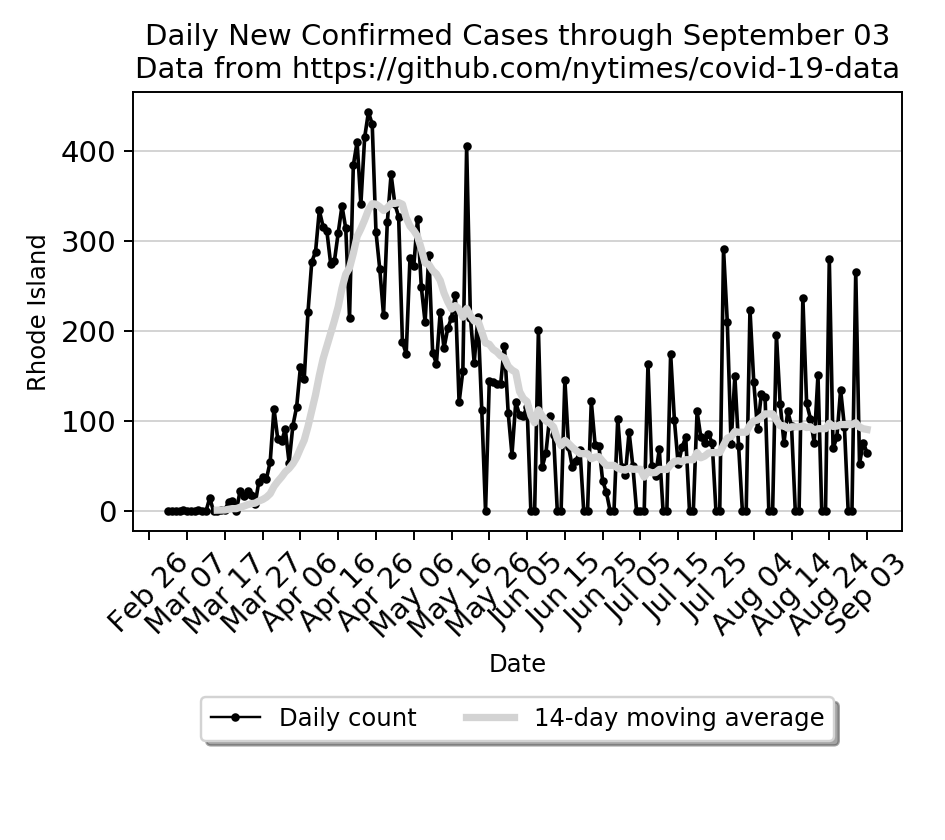 Daily New Confirmed Cases through September 03
Data from https://github.com/nytimes/covid-19-data
Rhode Island
400
300
200
100
0
Feb 26
Mar 07
Mar 17
Mar 27
Apr 06
Apr 16
Apr 26
May 06
May 16
May 26
Jun 05
Jun 15
Jun 25
Jul 05
Jul 15
Jul 25
Aug 04
Aug 14
Aug 24
Sep 03
Date
Daily count
14-day moving average